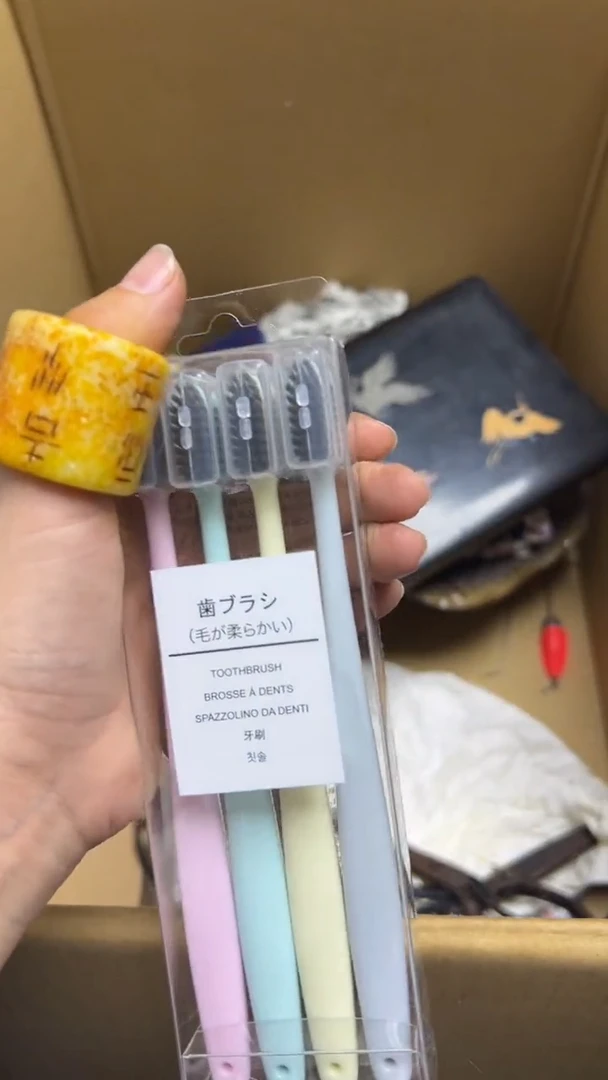 歯ブラシ
（毛が柔らかい）
TOOTHBRUSH
BROSSE À DENTS
SPAZZOLINO DA DENTI
牙刷
칫솔